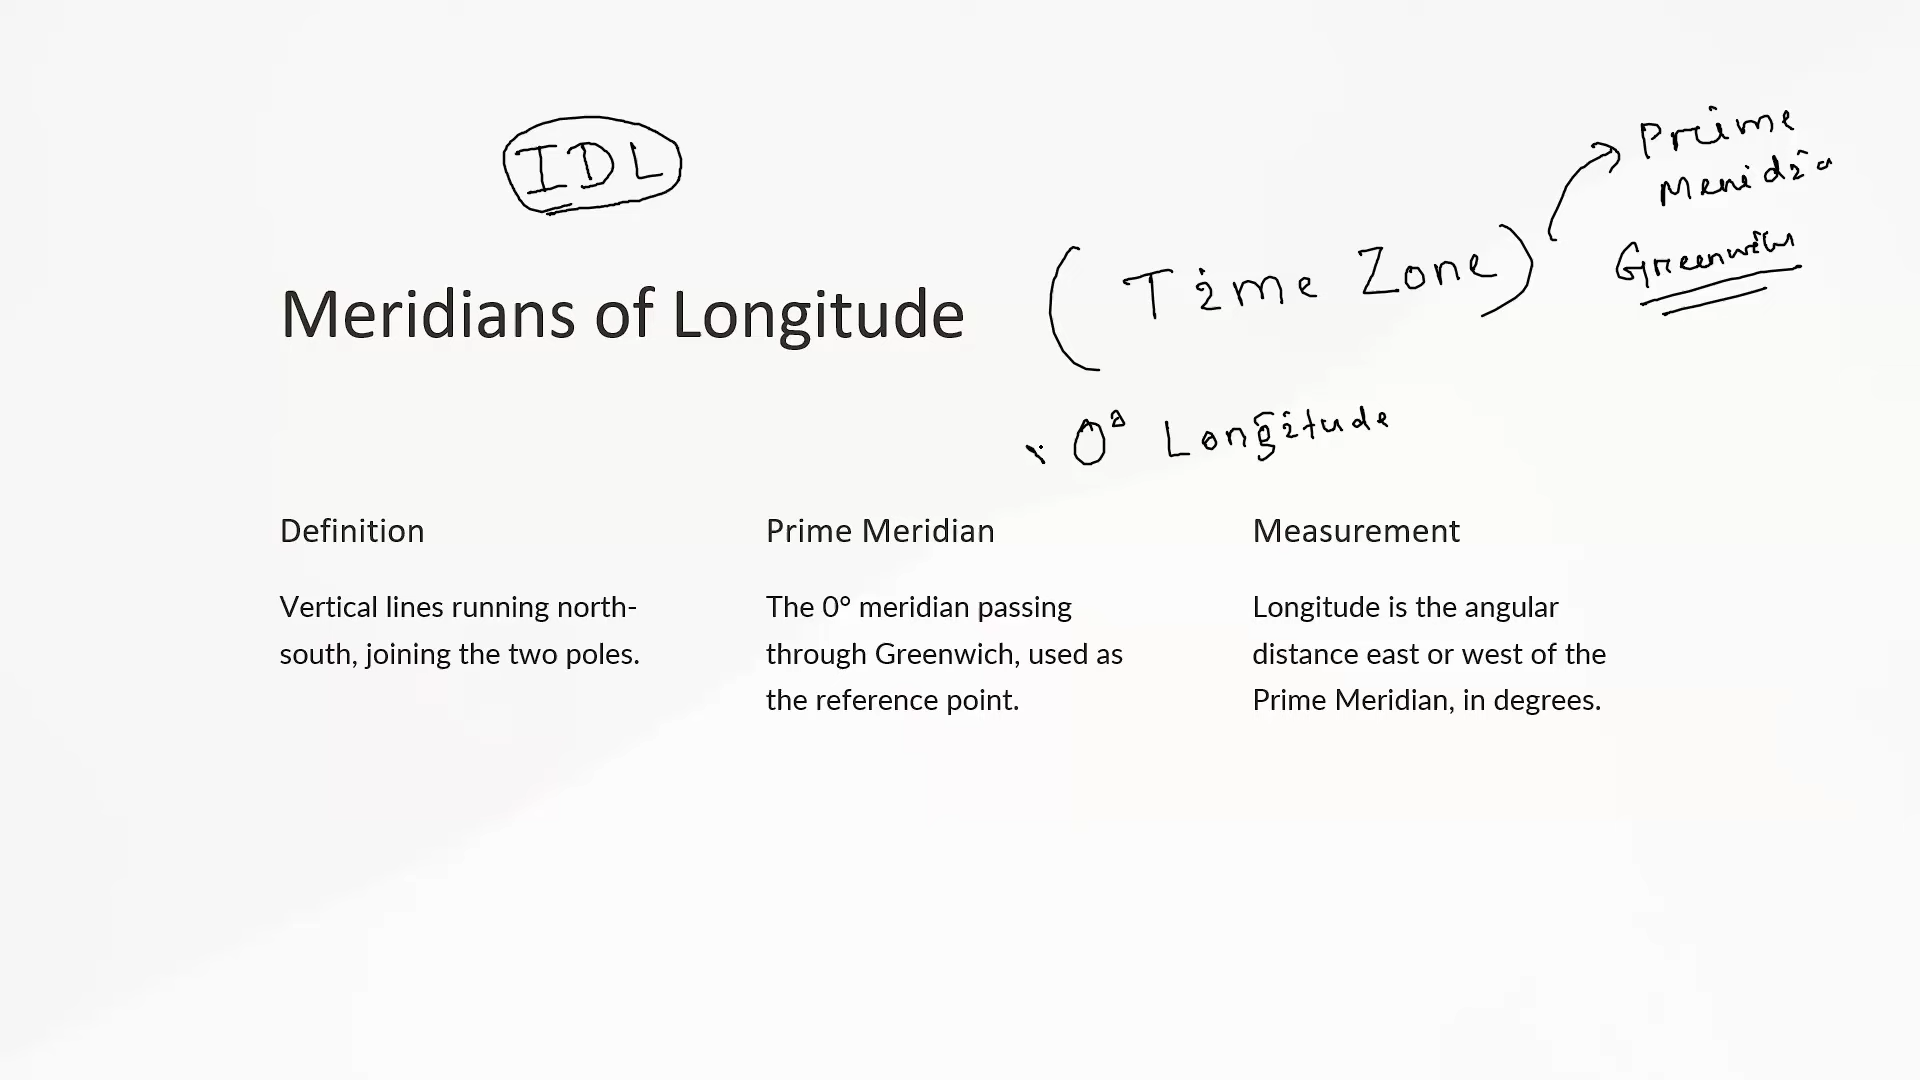 IDL
Prime
Meridia
Greenwich
(Time Zone)
Meridians of Longitude
0° Longitude
Definition
Vertical lines running north-
south, joining the two poles.
Prime Meridian
The 0° meridian passing
through Greenwich, used as
the reference point.
Measurement
Longitude is the angular
distance east or west of the
Prime Meridian, in degrees.